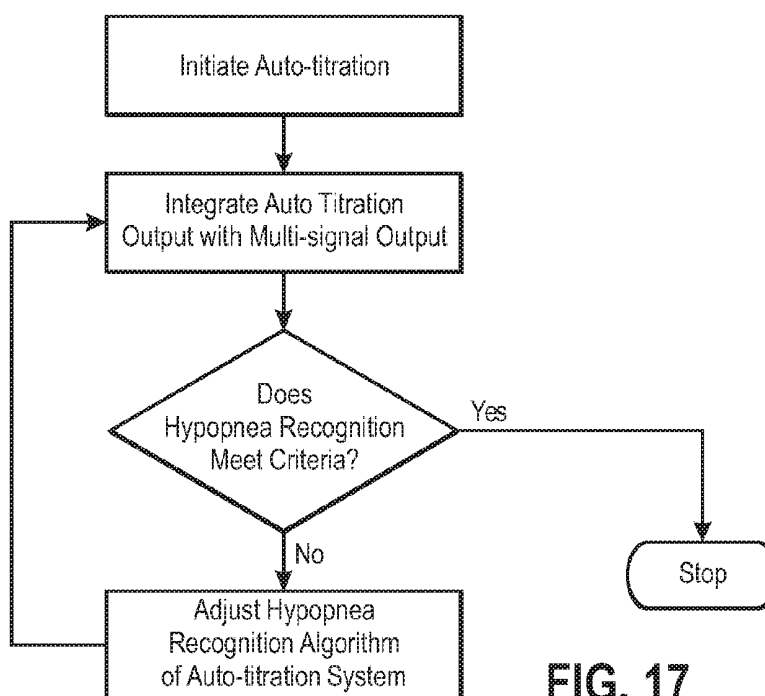 Initiate Auto-titration
Integrate Auto Titration
Output with Multi-signal Output
Does
Hypopnea Recognition
Meet Criteria?
Yes
No
Stop
Adjust Hypopnea
Recognition Algorithm
of Auto-titration System
FIG. 17